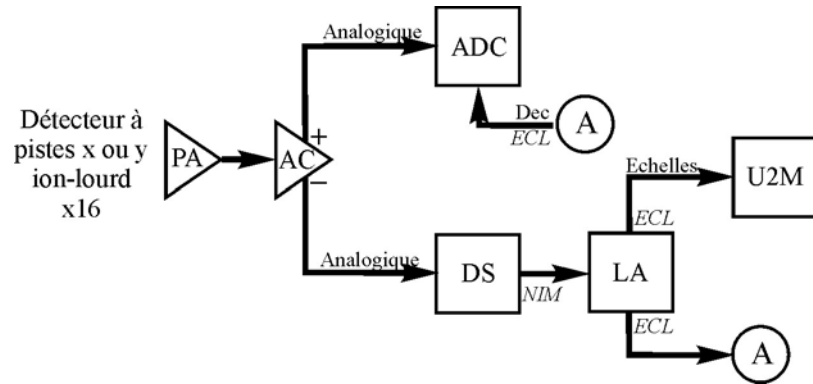 Détecteur à
pistes x ou y
ion-lourd
x16
PA
AC
+
−
Analogique
ADC
Dec
ECL
A
Analogique
DS
NIM
LA
ECL
Echelles
U2M
ECL
A